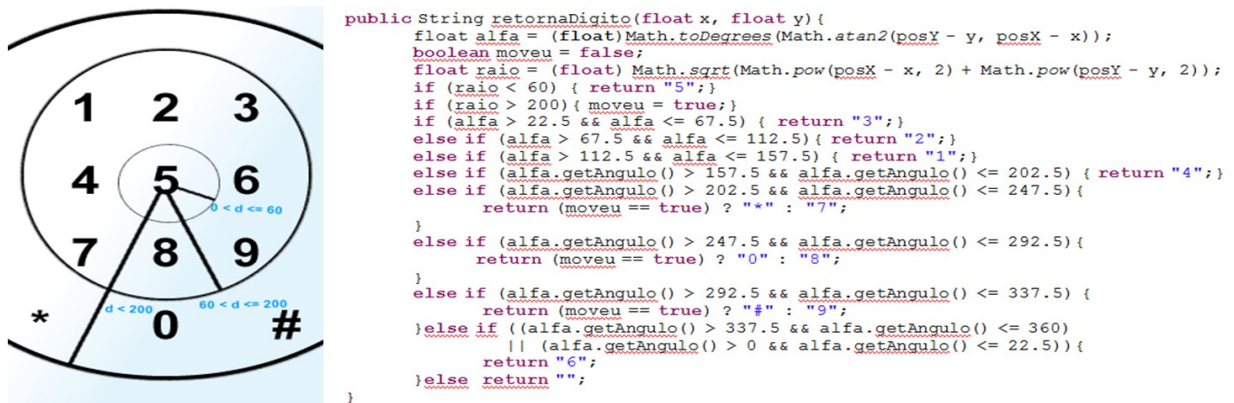 1 2 3
4 5 6
0 < d <= 60
7 8 9
d < 200 60 < d <= 200
* 0 #
public String retornaDigito(float x, float y){
float alfa = (float)Math.toDegrees(Math.atan2(posY - y, posX - x));
boolean moveu = false;
float raio = (float) Math.sqrt(Math.pow(posX - x, 2) + Math.pow(posY - y, 2));
if (raio < 60) { return "5";}
if (raio > 200){ moveu = true;}
if (alfa > 22.5 && alfa <= 67.5) { return "3";}
else if (alfa > 67.5 && alfa <= 112.5){ return "2";}
else if (alfa > 112.5 && alfa <= 157.5) { return "1";}
else if (alfa.getAngulo() > 157.5 && alfa.getAngulo() <= 202.5) { return "4";}
else if (alfa.getAngulo() > 202.5 && alfa.getAngulo() <= 247.5){
return (moveu == true) ? "*" : "7";
}
else if (alfa.getAngulo() > 247.5 && alfa.getAngulo() <= 292.5){
return (moveu == true) ? "0" : "8";
}
else if (alfa.getAngulo() > 292.5 && alfa.getAngulo() <= 337.5) {
return (moveu == true) ? "#" : "9";
}else if ((alfa.getAngulo() > 337.5 && alfa.getAngulo() <= 360)
|| (alfa.getAngulo() > 0 && alfa.getAngulo() <= 22.5)){
return "6";
}else return "";
}